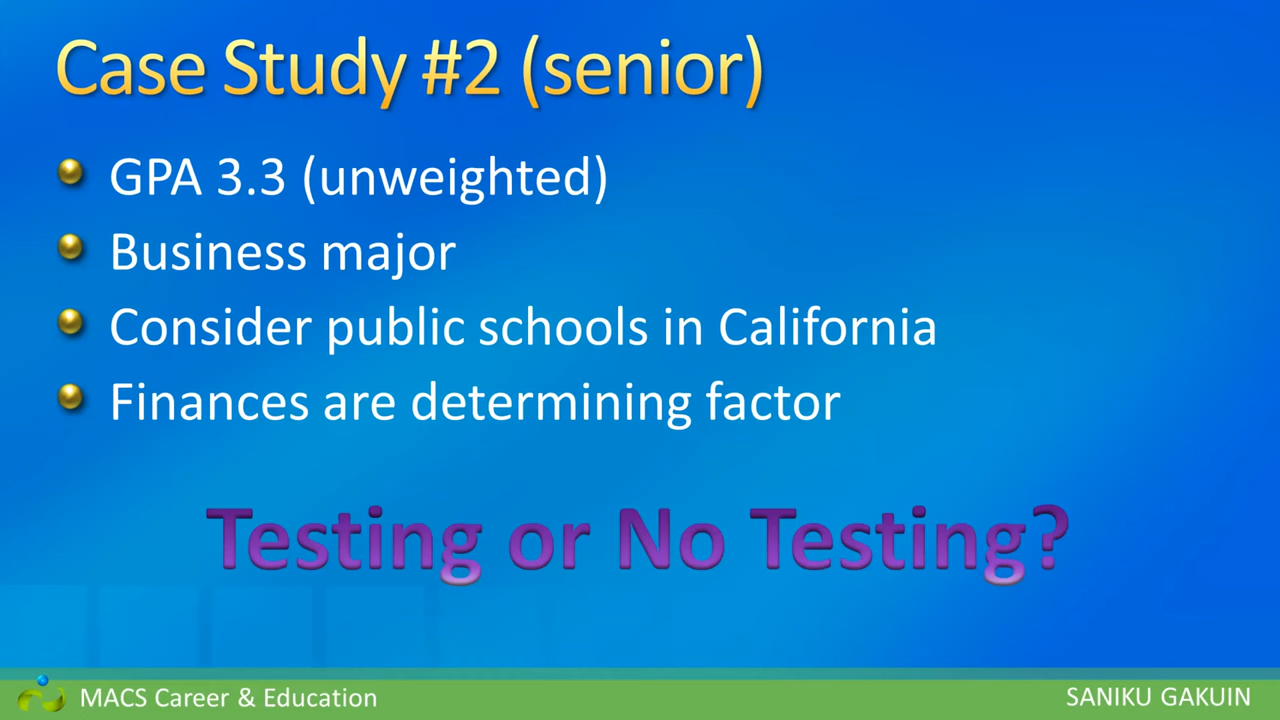 Case Study #2 (senior)
GPA 3.3 (unweighted)
Business major
Consider public schools in California
Finances are determining factor
Testing or No Testing?
MACS Career & Education
SANIKU GAKUIN